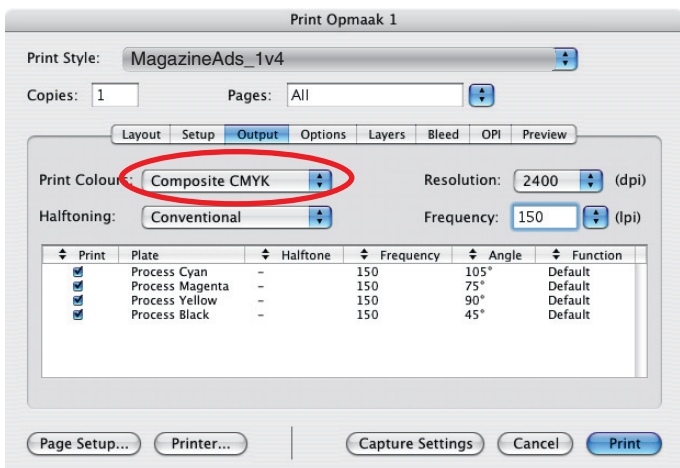 Print Opmaak 1
Print Style: MagazineAds_1v4
Copies: 1 Pages: All
Layout Setup Output Options Layers Bleed OPI Preview
Print Colours: Composite CMYK Resolution: 2400 (dpi)
Halftoning: Conventional Frequency: 150 (lpi)
Print Plate Halftone Frequency Angle Function
Process Cyan – 150 105° Default
Process Magenta – 150 75° Default
Process Yellow – 150 90° Default
Process Black – 150 45° Default
Page Setup... Printer... Capture Settings Cancel Print